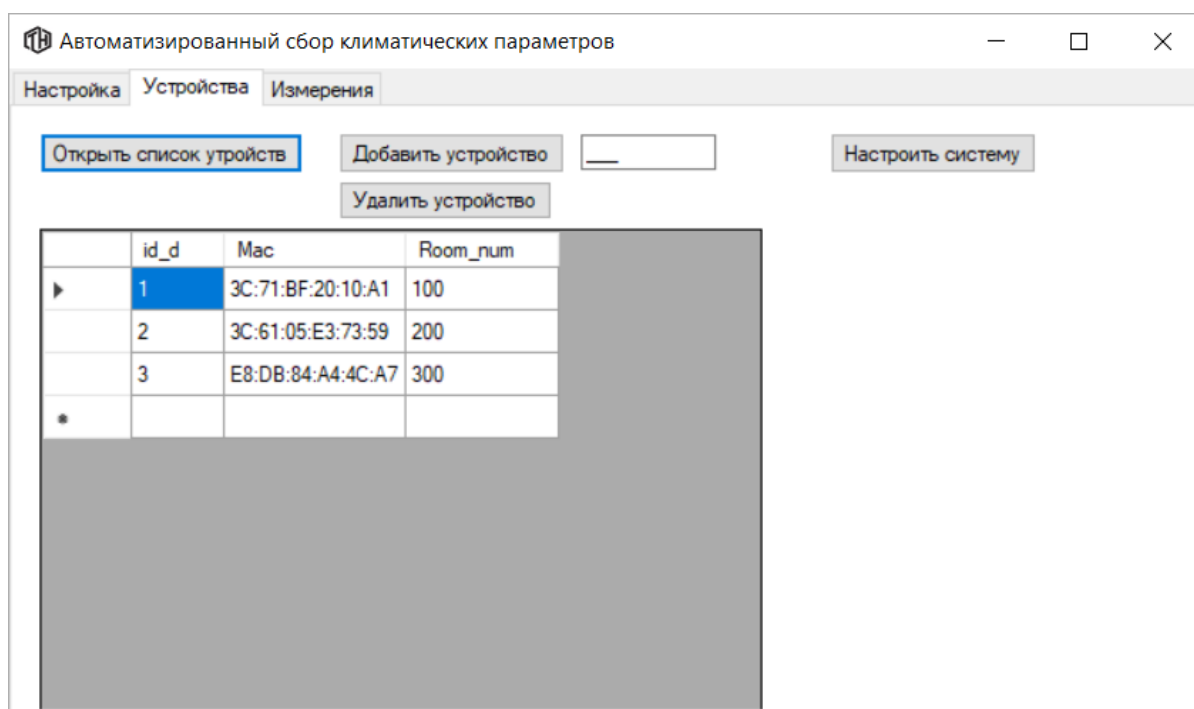 Автоматизированный сбор климатических параметров
Настройка Устройства Измерения
Открыть список утройств Добавить устройство ___ Настроить систему
Удалить устройство
id_d Mac Room_num
1 3C:71:BF:20:10:A1 100
2 3C:61:05:E3:73:59 200
3 E8:DB:84:A4:4C:A7 300